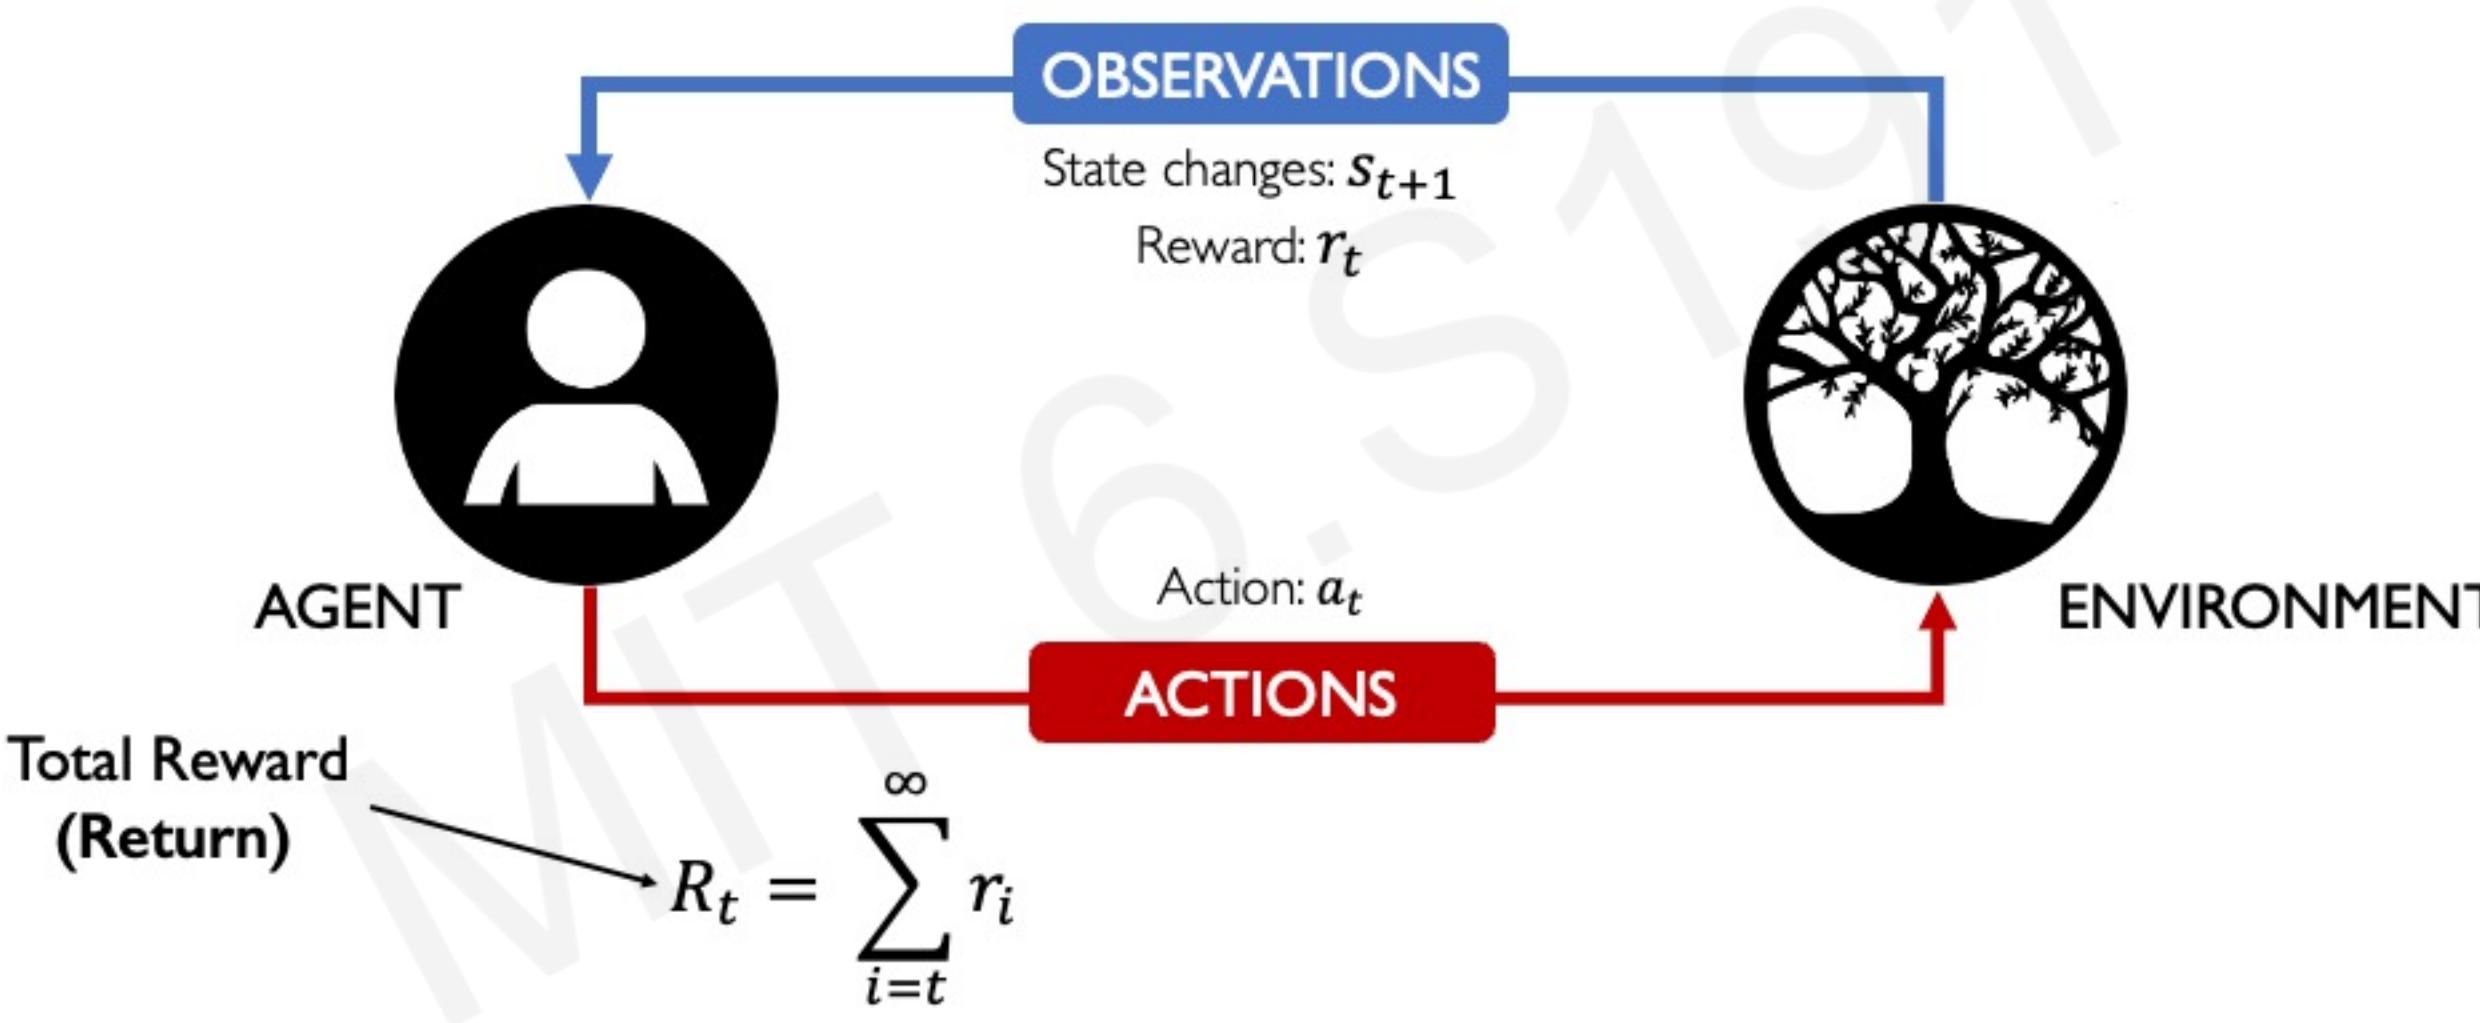 OBSERVATIONS
State changes: s_{t+1}
Reward: r_t
AGENT
Action: a_t
ENVIRONMENT
ACTIONS
Total Reward
(Return)
R_t = \sum_{i=t}^{\infty} r_i
MIT 6.S191